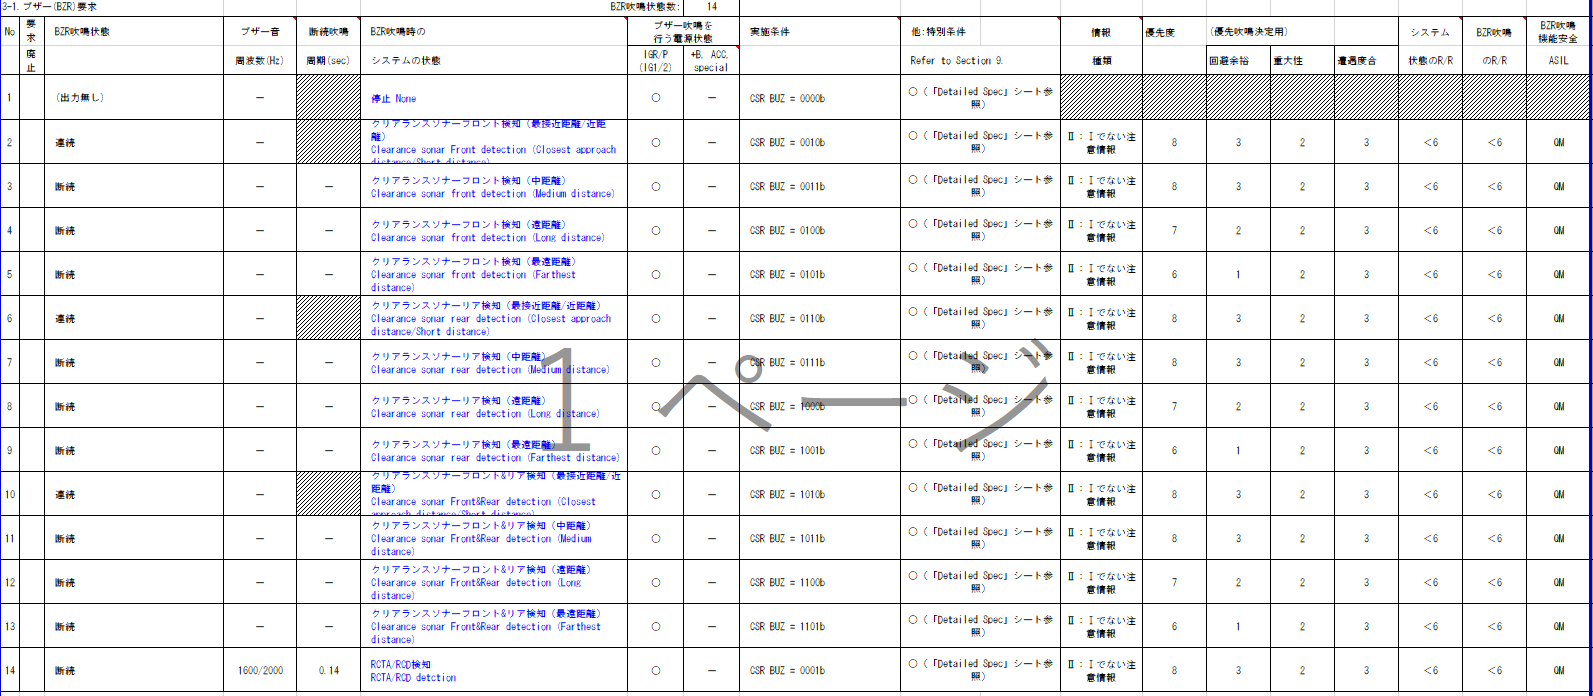 3-1. ブザー(BZR)要求 BZR吹鳴状態数: 14
No 要求 BZR吹鳴状態 ブザー音 断続吹鳴 BZR吹鳴時の ブザー吹鳴を行う電源状態 実施条件 他:特別条件 情報 優先度 (優先吹鳴決定用) システム BZR吹鳴 BZR吹鳴機能安全
廃止 周波数(Hz) 周期(sec) システムの状態 IGR/P (IG1/2) +B, ACC, special Refer to Section 9. 種類 回避余裕 重大性 遭遇度合 状態のR/R のR/R ASIL
1 (出力無し) － 停止 None ○ － CSR BUZ = 0000b ○（「Detailed Spec」シート参照）
2 連続 － クリアランスソナーフロント検知（最接近距離/近距離） Clearance sonar Front detection (Closest approach distance/Short distance) ○ － CSR BUZ = 0010b ○（「Detailed Spec」シート参照） Ⅱ：Ⅰでない注意情報 8 3 2 3 <6 <6 QM
3 断続 － － クリアランスソナーフロント検知（中距離） Clearance sonar front detection (Medium distance) ○ － CSR BUZ = 0011b ○（「Detailed Spec」シート参照） Ⅱ：Ⅰでない注意情報 8 3 2 3 <6 <6 QM
4 断続 － － クリアランスソナーフロント検知（遠距離） Clearance sonar front detection (Long distance) ○ － CSR BUZ = 0100b ○（「Detailed Spec」シート参照） Ⅱ：Ⅰでない注意情報 7 2 2 3 <6 <6 QM
5 断続 － － クリアランスソナーフロント検知（最遠距離） Clearance sonar front detection (Farthest distance) ○ － CSR BUZ = 0101b ○（「Detailed Spec」シート参照） Ⅱ：Ⅰでない注意情報 6 1 2 3 <6 <6 QM
6 連続 － クリアランスソナーリア検知（最接近距離/近距離） Clearance sonar rear detection (Closest approach distance/Short distance) ○ － CSR BUZ = 0110b ○（「Detailed Spec」シート参照） Ⅱ：Ⅰでない注意情報 8 3 2 3 <6 <6 QM
7 断続 － － クリアランスソナーリア検知（中距離） Clearance sonar rear detection (Medium distance) ○ － CSR BUZ = 0111b ○（「Detailed Spec」シート参照） Ⅱ：Ⅰでない注意情報 8 3 2 3 <6 <6 QM
8 断続 － － クリアランスソナーリア検知（遠距離） Clearance sonar rear detection (Long distance) ○ － CSR BUZ = 1000b ○（「Detailed Spec」シート参照） Ⅱ：Ⅰでない注意情報 7 2 2 3 <6 <6 QM
9 断続 － － クリアランスソナーリア検知（最遠距離） Clearance sonar rear detection (Farthest distance) ○ － CSR BUZ = 1001b ○（「Detailed Spec」シート参照） Ⅱ：Ⅰでない注意情報 6 1 2 3 <6 <6 QM
10 連続 － クリアランスソナーフロント&リア検知（最接近距離/近距離） Clearance sonar Front&Rear detection (Closest approach distance/Short distance) ○ － CSR BUZ = 1010b ○（「Detailed Spec」シート参照） Ⅱ：Ⅰでない注意情報 8 3 2 3 <6 <6 QM
11 断続 － － クリアランスソナーフロント&リア検知（中距離） Clearance sonar Front&Rear detection (Medium distance) ○ － CSR BUZ = 1011b ○（「Detailed Spec」シート参照） Ⅱ：Ⅰでない注意情報 8 3 2 3 <6 <6 QM
12 断続 － － クリアランスソナーフロント&リア検知（遠距離） Clearance sonar Front&Rear detection (Long distance) ○ － CSR BUZ = 1100b ○（「Detailed Spec」シート参照） Ⅱ：Ⅰでない注意情報 7 2 2 3 <6 <6 QM
13 断続 － － クリアランスソナーフロント&リア検知（最遠距離） Clearance sonar Front&Rear detection (Farthest distance) ○ － CSR BUZ = 1101b ○（「Detailed Spec」シート参照） Ⅱ：Ⅰでない注意情報 6 1 2 3 <6 <6 QM
14 断続 1600/2000 0.14 RCTA/RCD検知 RCTA/RCD detction ○ － CSR BUZ = 0001b ○（「Detailed Spec」シート参照） Ⅱ：Ⅰでない注意情報 8 3 2 3 <6 <6 QM
1 ページ